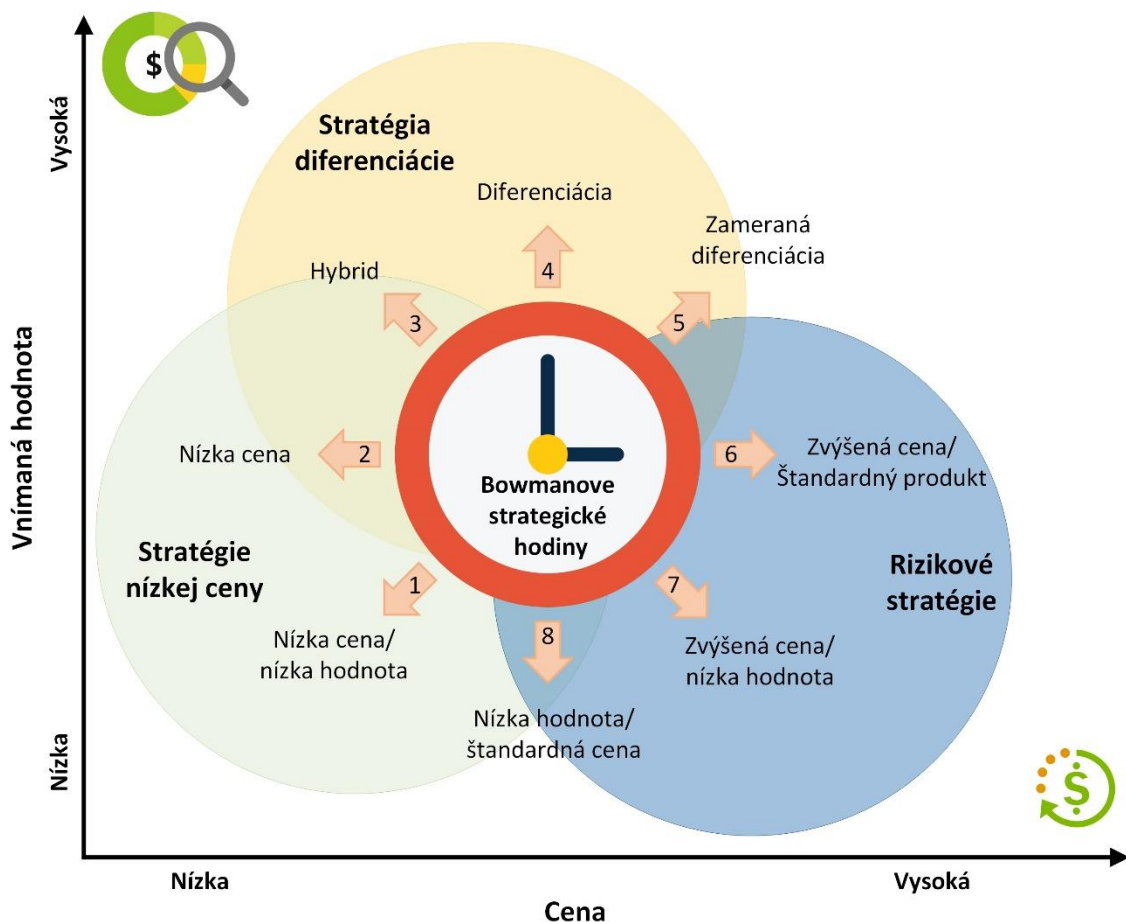 Vysoká
Vnímaná hodnota
Nízka
$
Stratégia
diferenciácie
Diferenciácia
4
Zameraná
diferenciácia
5
Hybrid
3
Nízka cena
2
Bowmanove
strategické
hodiny
6
Zvýšená cena/
Štandardný produkt
Stratégie
nízkej ceny
1
Nízka cena/
nízka hodnota
8
Nízka hodnota/
štandardná cena
7
Zvýšená cena/
nízka hodnota
Rizikové
stratégie
$
Nízka
Vysoká
Cena